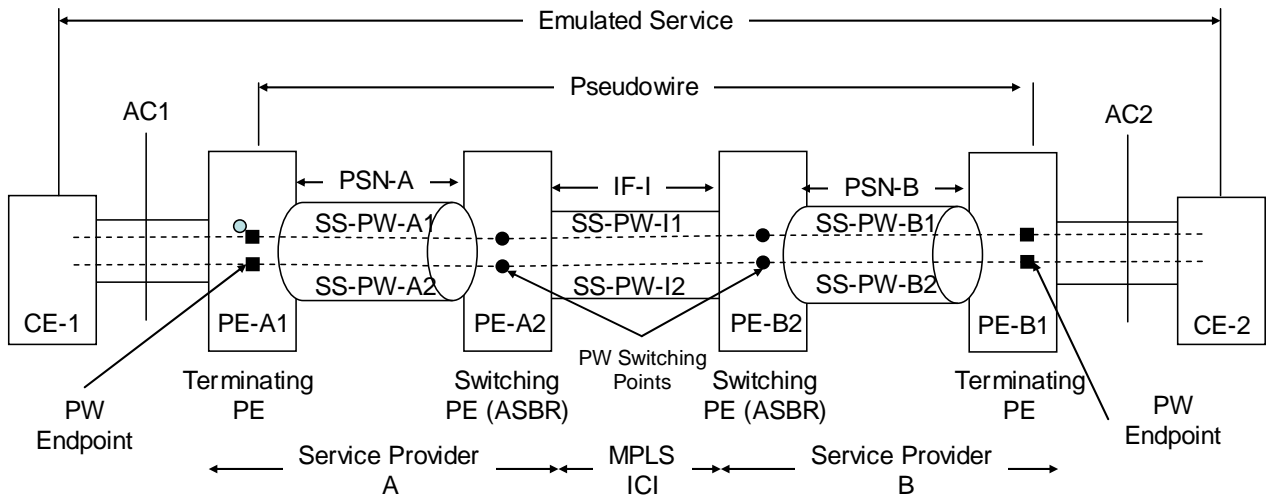 Emulated Service
Pseudowire
AC1
AC2
PSN-A
IF-I
PSN-B
SS-PW-A1
SS-PW-I1
SS-PW-B1
SS-PW-A2
SS-PW-I2
SS-PW-B2
CE-1
PE-A1
PE-A2
PE-B2
PE-B1
CE-2
PW Switching
Points
Terminating
PE
Switching
PE (ASBR)
Switching
PE (ASBR)
Terminating
PE
PW
Endpoint
PW
Endpoint
Service Provider
A
MPLS
ICI
Service Provider
B